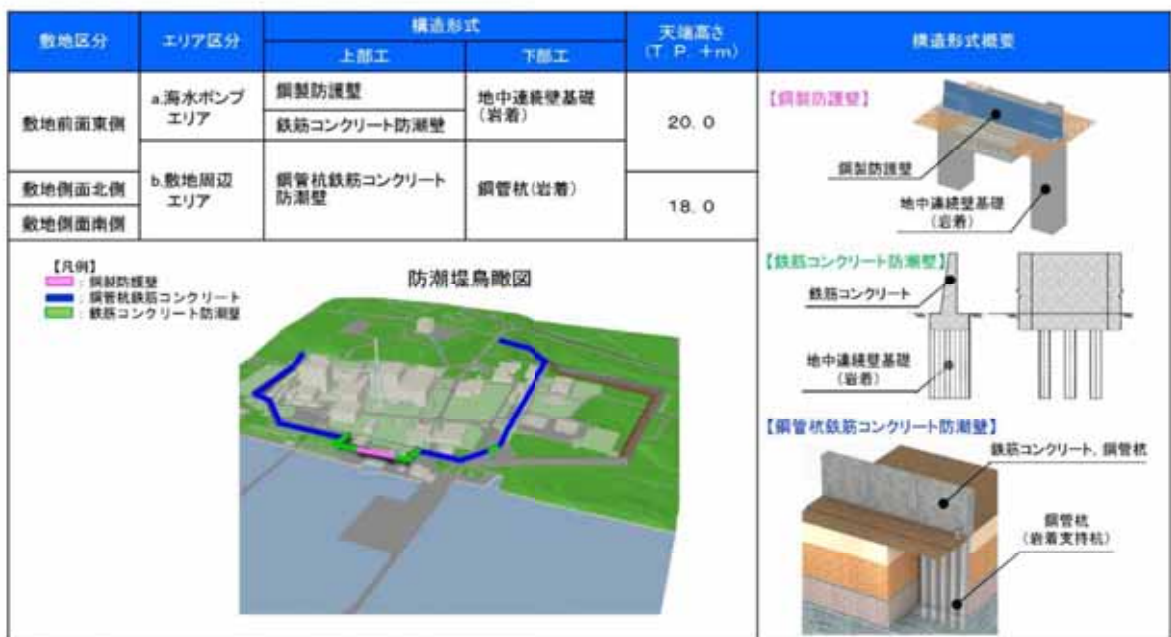 敷地区分
エリア区分
構造形式
上部工
下部工
天端高さ
(T.P.+m)
構造形式概要
敷地前面東側
a.海水ポンプ
エリア
鋼製防護壁
鉄筋コンクリート防潮壁
地中連続壁基礎
(岩着)
20.0
敷地側面北側
敷地側面南側
b.敷地周辺
エリア
鋼管杭鉄筋コンクリート
防潮壁
鋼管杭(岩着)
18.0
【凡例】
:鋼製防護壁
:鋼管杭鉄筋コンクリート
:鉄筋コンクリート防潮壁
防潮堤鳥瞰図
【鋼製防護壁】
鋼製防護壁
地中連続壁基礎
(岩着)
【鉄筋コンクリート防潮壁】
鉄筋コンクリート
地中連続壁基礎
(岩着)
【鋼管杭鉄筋コンクリート防潮壁】
鉄筋コンクリート, 鋼管杭
鋼管杭
(岩着支持杭)